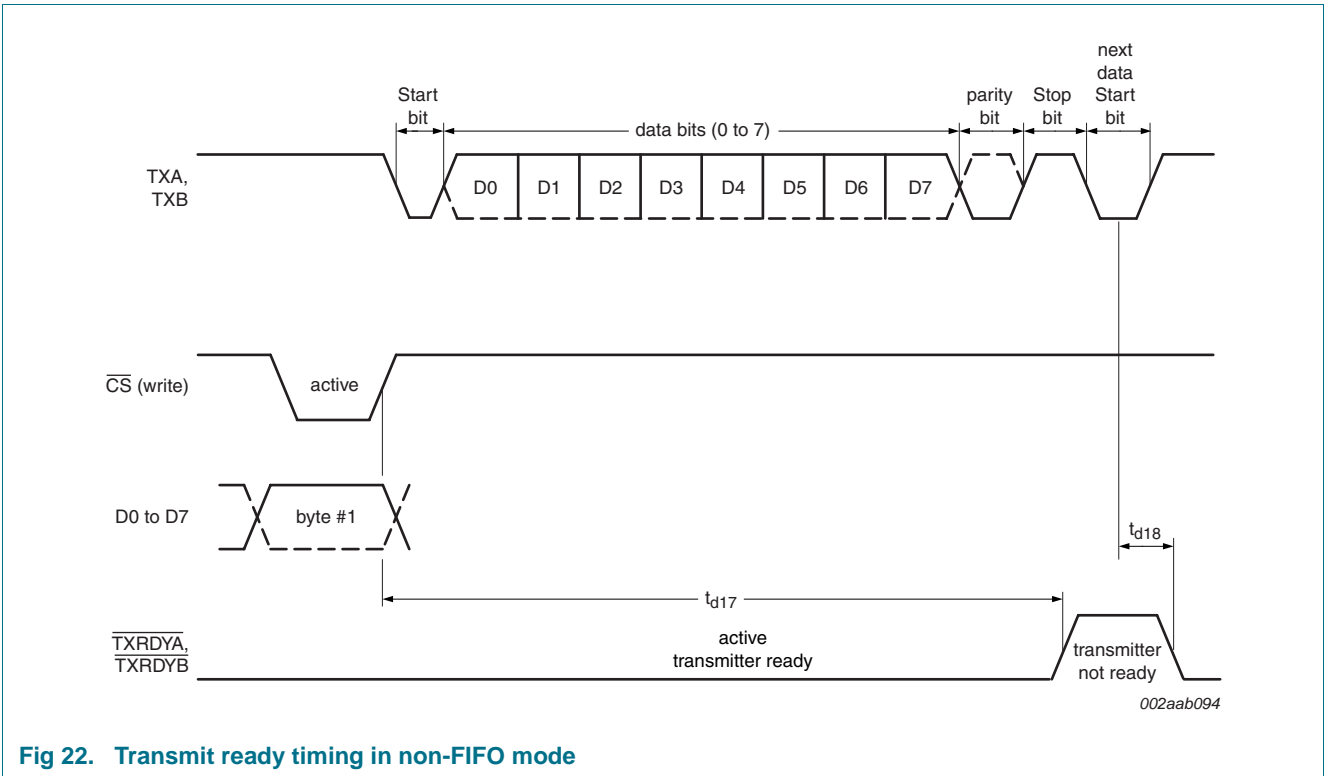 next
data
Start
bit
Start
bit
data bits (0 to 7)
parity
bit
Stop
bit
TXA,
TXB
D0
D1
D2
D3
D4
D5
D6
D7
CS (write)
active
D0 to D7
byte #1
td18
td17
TXRDYA,
TXRDYB
active
transmitter ready
transmitter
not ready
002aab094
Fig 22. Transmit ready timing in non-FIFO mode